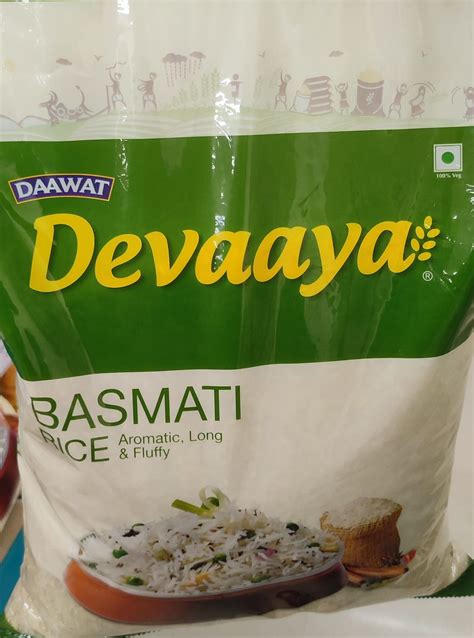 100% Veg
DAAWAT
Devaaya
®
BASMATI
RICE
Aromatic, Long
& Fluffy